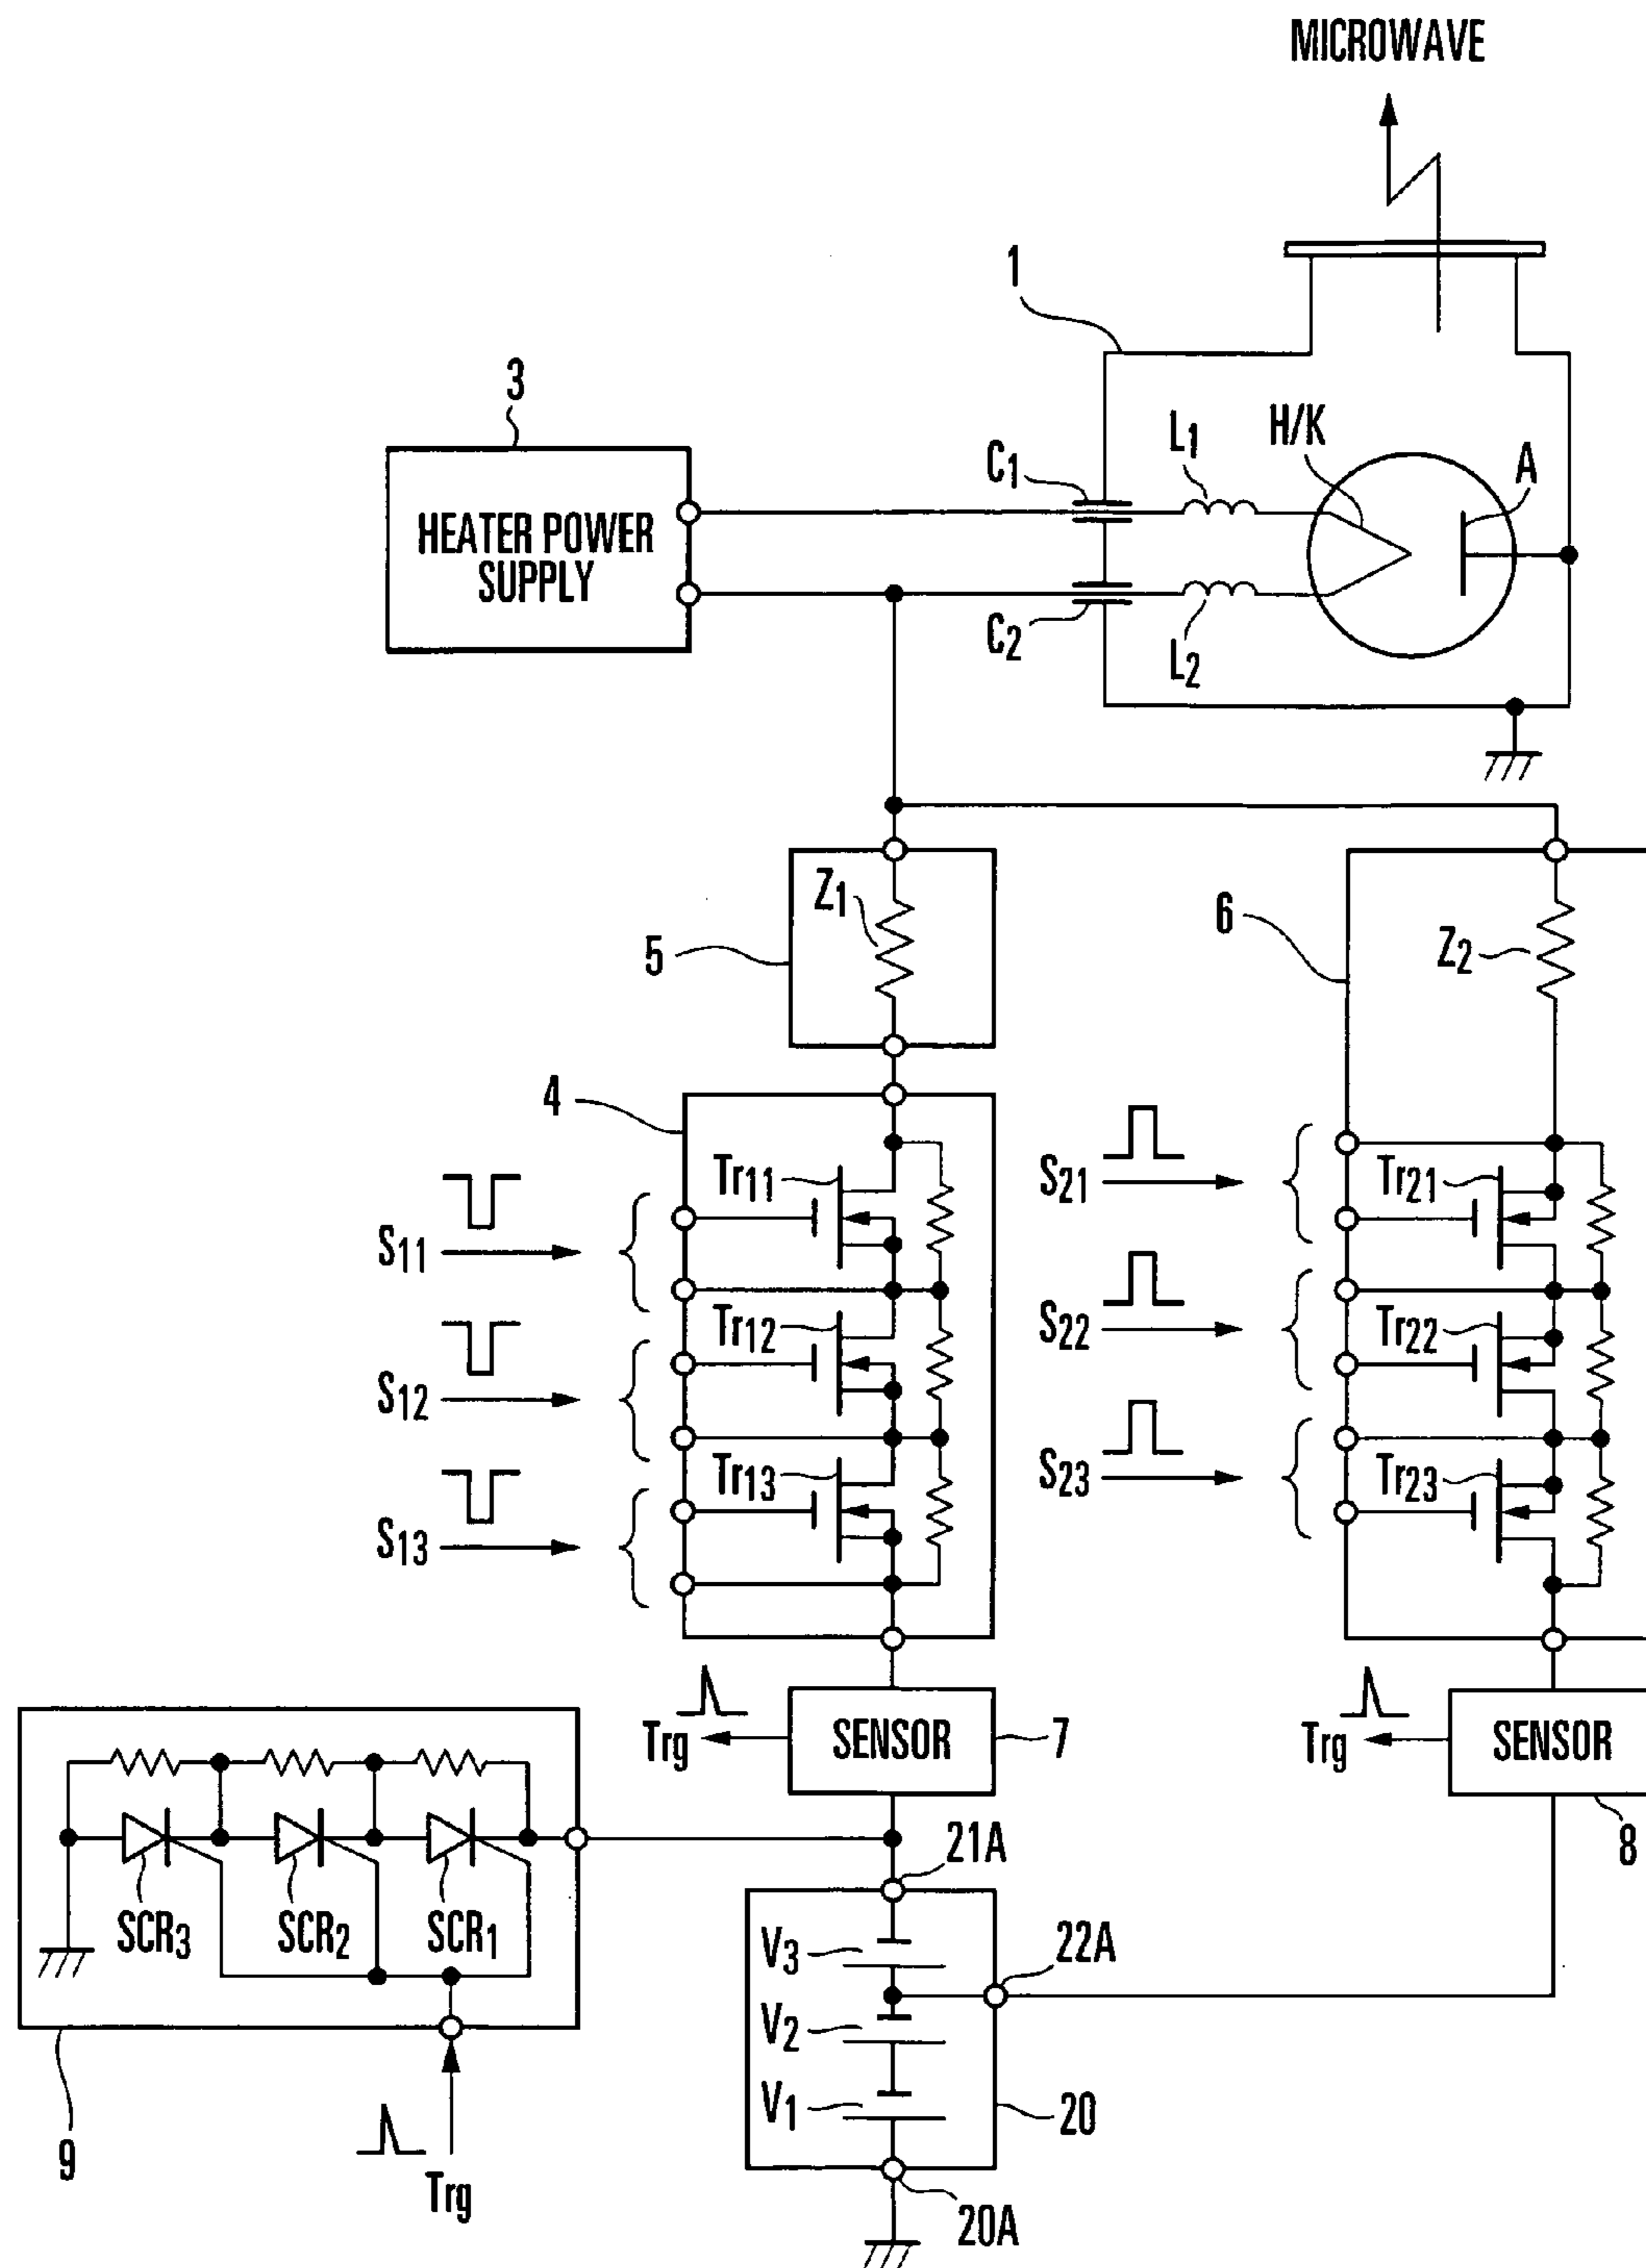 MICROWAVE
1
3
HEATER POWER
SUPPLY
C1
L1
H/K
A
C2
L2
5
Z1
6
Z2
4
Tr11
S11
Tr12
S12
Tr13
S13
S21
Tr21
S22
Tr22
S23
Tr23
Trg
SENSOR
7
Trg
SENSOR
8
SCR3
SCR2
SCR1
9
Trg
21A
22A
V3
V2
V1
20
20A